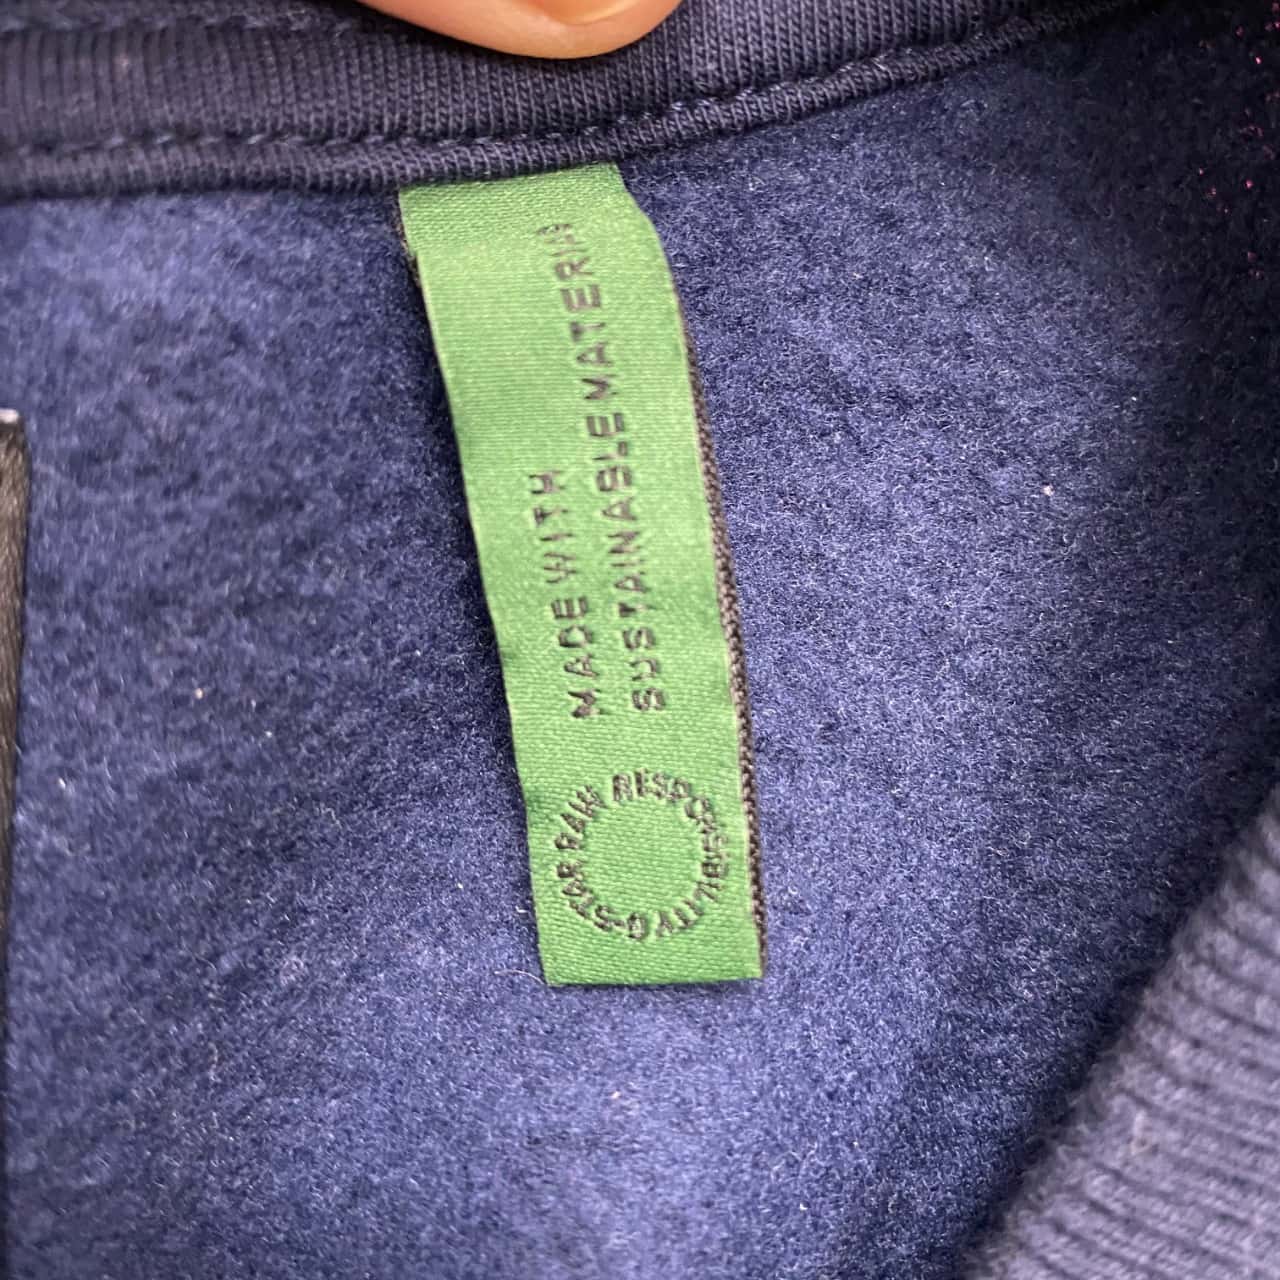 MADE WITH
SUSTAINABLE MATERIA
G-STAR RAW RESPONSIBILITY